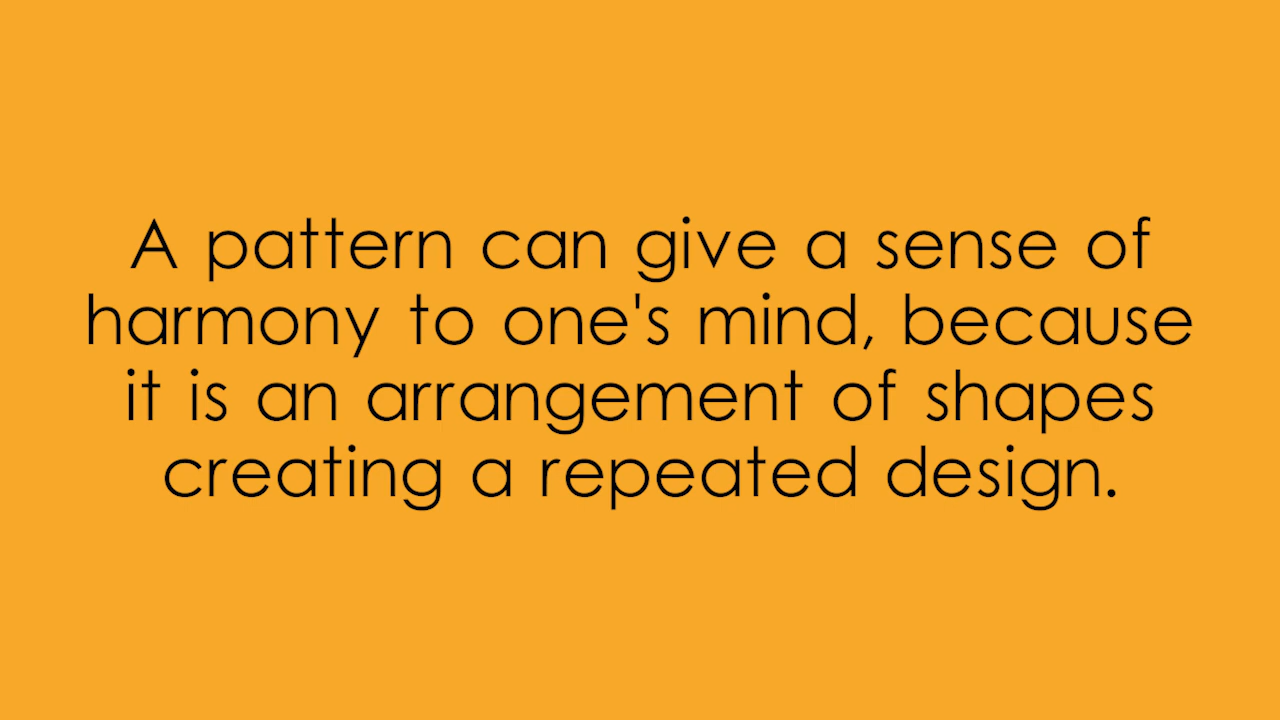 A pattern can give a sense of
harmony to one's mind, because
it is an arrangement of shapes
creating a repeated design.